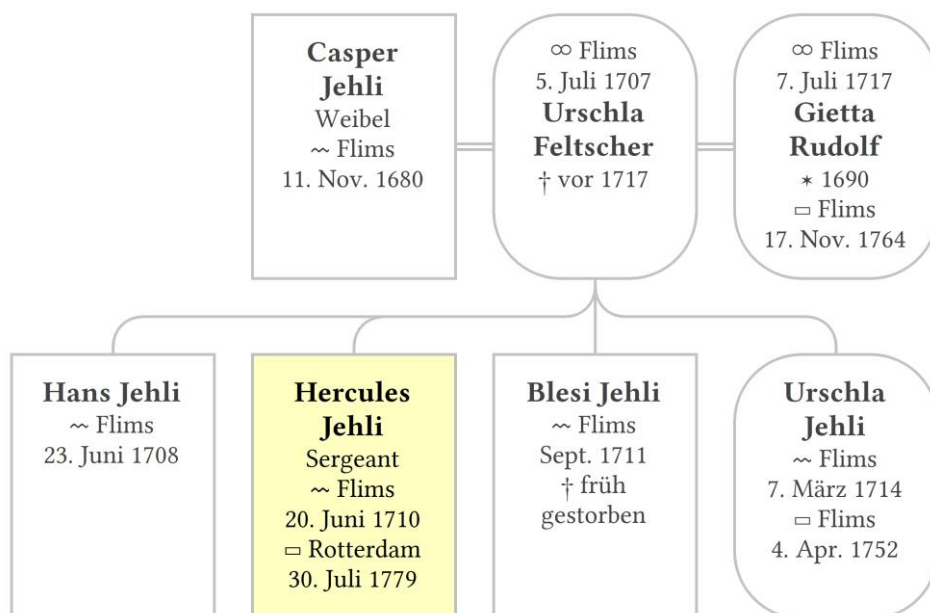 Casper
Jehli
Weibel
~ Flims
11. Nov. 1680
⚭ Flims
5. Juli 1707
Urschla
Feltscher
† vor 1717
⚭ Flims
7. Juli 1717
Gietta
Rudolf
* 1690
▭ Flims
17. Nov. 1764
Hans Jehli
~ Flims
23. Juni 1708
Hercules
Jehli
Sergeant
~ Flims
20. Juni 1710
▭ Rotterdam
30. Juli 1779
Blesi Jehli
~ Flims
Sept. 1711
† früh
gestorben
Urschla
Jehli
~ Flims
7. März 1714
▭ Flims
4. Apr. 1752